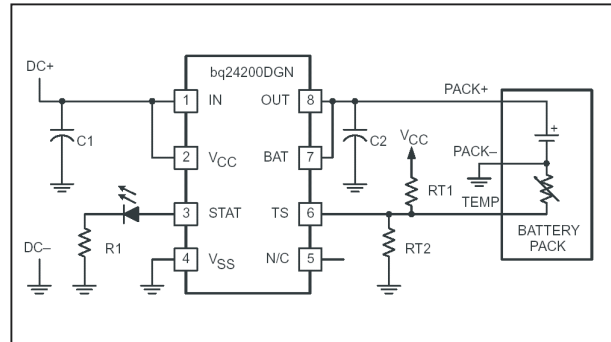 DC+
bq24200DGN
1 IN OUT 8
PACK+
C1
C2
+
2 VCC BAT 7
VCC
PACK–
RT1
3 STAT TS 6
TEMP
R1
RT2
BATTERY
PACK
DC–
4 VSS N/C 5